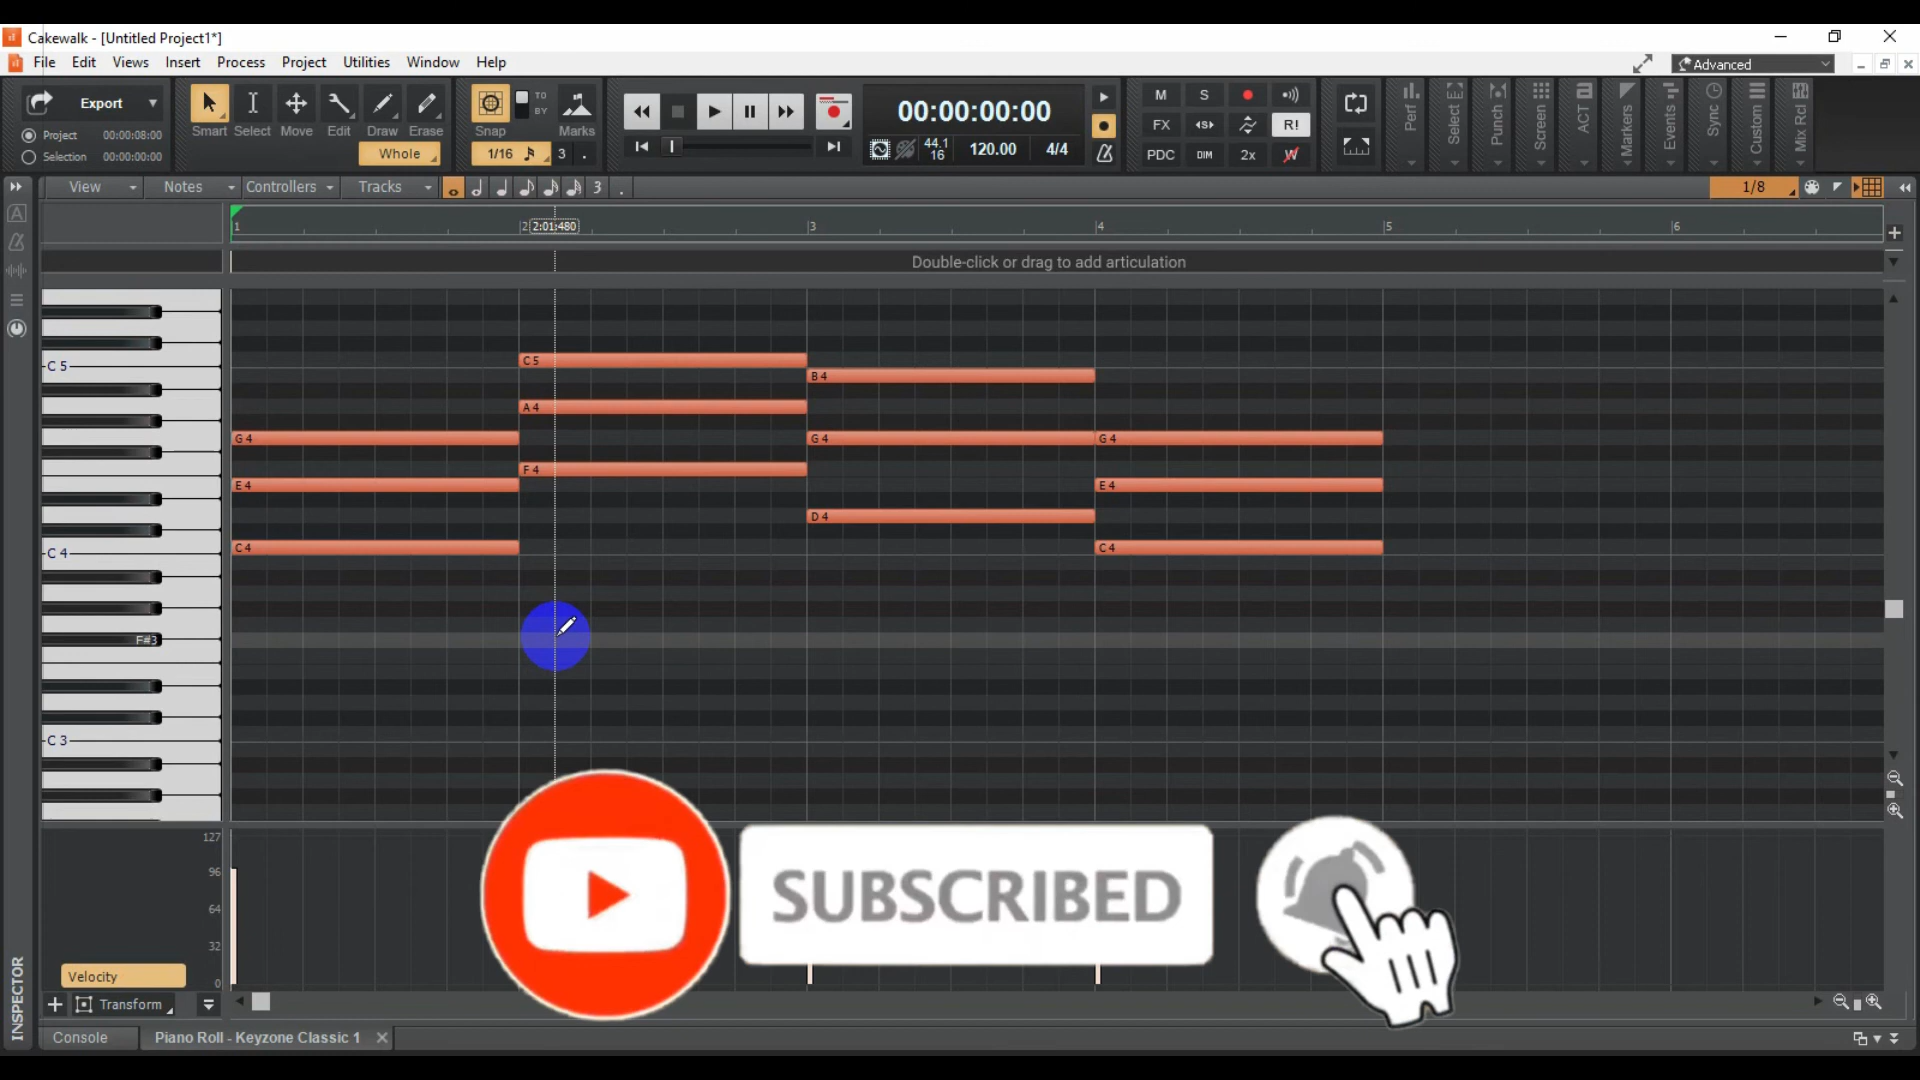 Cakewalk - [Untitled Project1*]
File Edit Views Insert Process Project Utilities Window Help
Advanced
Export
Project 00:00:08:00
Selection 00:00:00:00
Smart Select Move Edit Draw Erase
Whole
TO
BY
Snap Marks
1/16 3 .
00:00:00:00
44.1
16
120.00 4/4
M S
FX R!
PDC DIM 2x W
Perf
Select
Punch
Screen
ACT
Markers
Events
Sync
Custom
Mix Rcl
View Notes Controllers Tracks 3 . 1/8
1 2 2:01:480 3 4 5 6
Double-click or drag to add articulation
C 5
C 5
B 4
A 4
G 4 G 4 G 4
F 4
E 4 E 4
D 4
C 4
C 4 C 4
F#3
C 3
127
96
64
32
0
SUBSCRIBED
Velocity
Transform
INSPECTOR
Console Piano Roll - Keyzone Classic 1